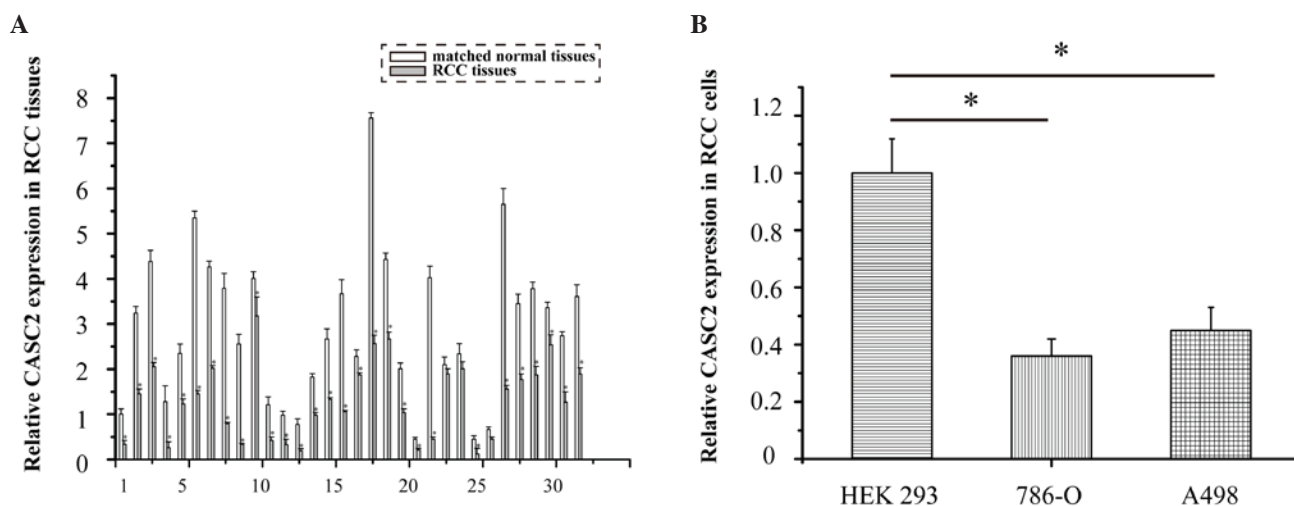 A
matched normal tissues
RCC tissues
Relative CASC2 expression in RCC tissues
8
7
6
5
4
3
2
1
0
1 5 10 15 20 25 30
B
*
*
Relative CASC2 expression in RCC cells
1.2
1.0
0.8
0.6
0.4
0.2
0
HEK 293 786-O A498